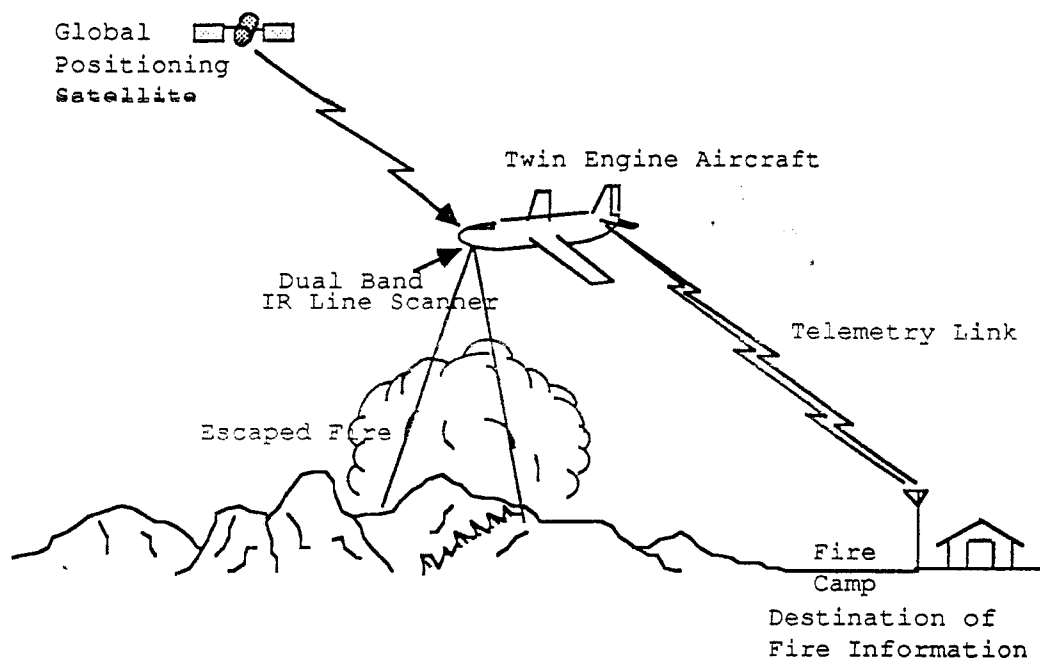 Global
Positioning
Satellite
Twin Engine Aircraft
Dual Band
IR Line Scanner
Telemetry Link
Escaped Fire
Fire
Camp
Destination of
Fire Information